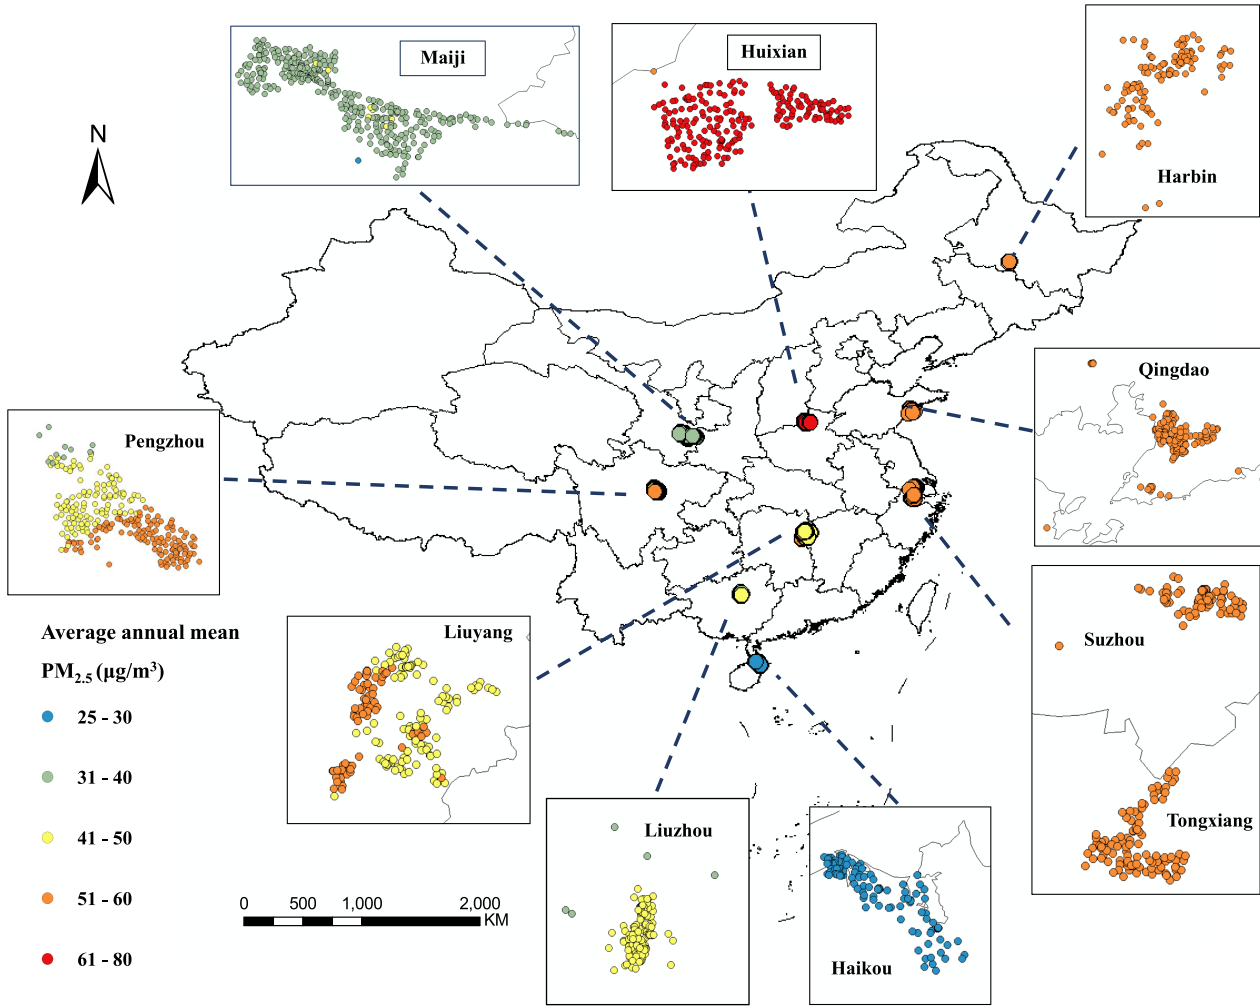 Maiji
Huixian
Harbin
N
Qingdao
Pengzhou
Suzhou
Tongxiang
Liuyang
Liuzhou
Haikou
Average annual mean
PM2.5 (µg/m³)
25 - 30
31 - 40
41 - 50
51 - 60
61 - 80
0 500 1,000 2,000
KM